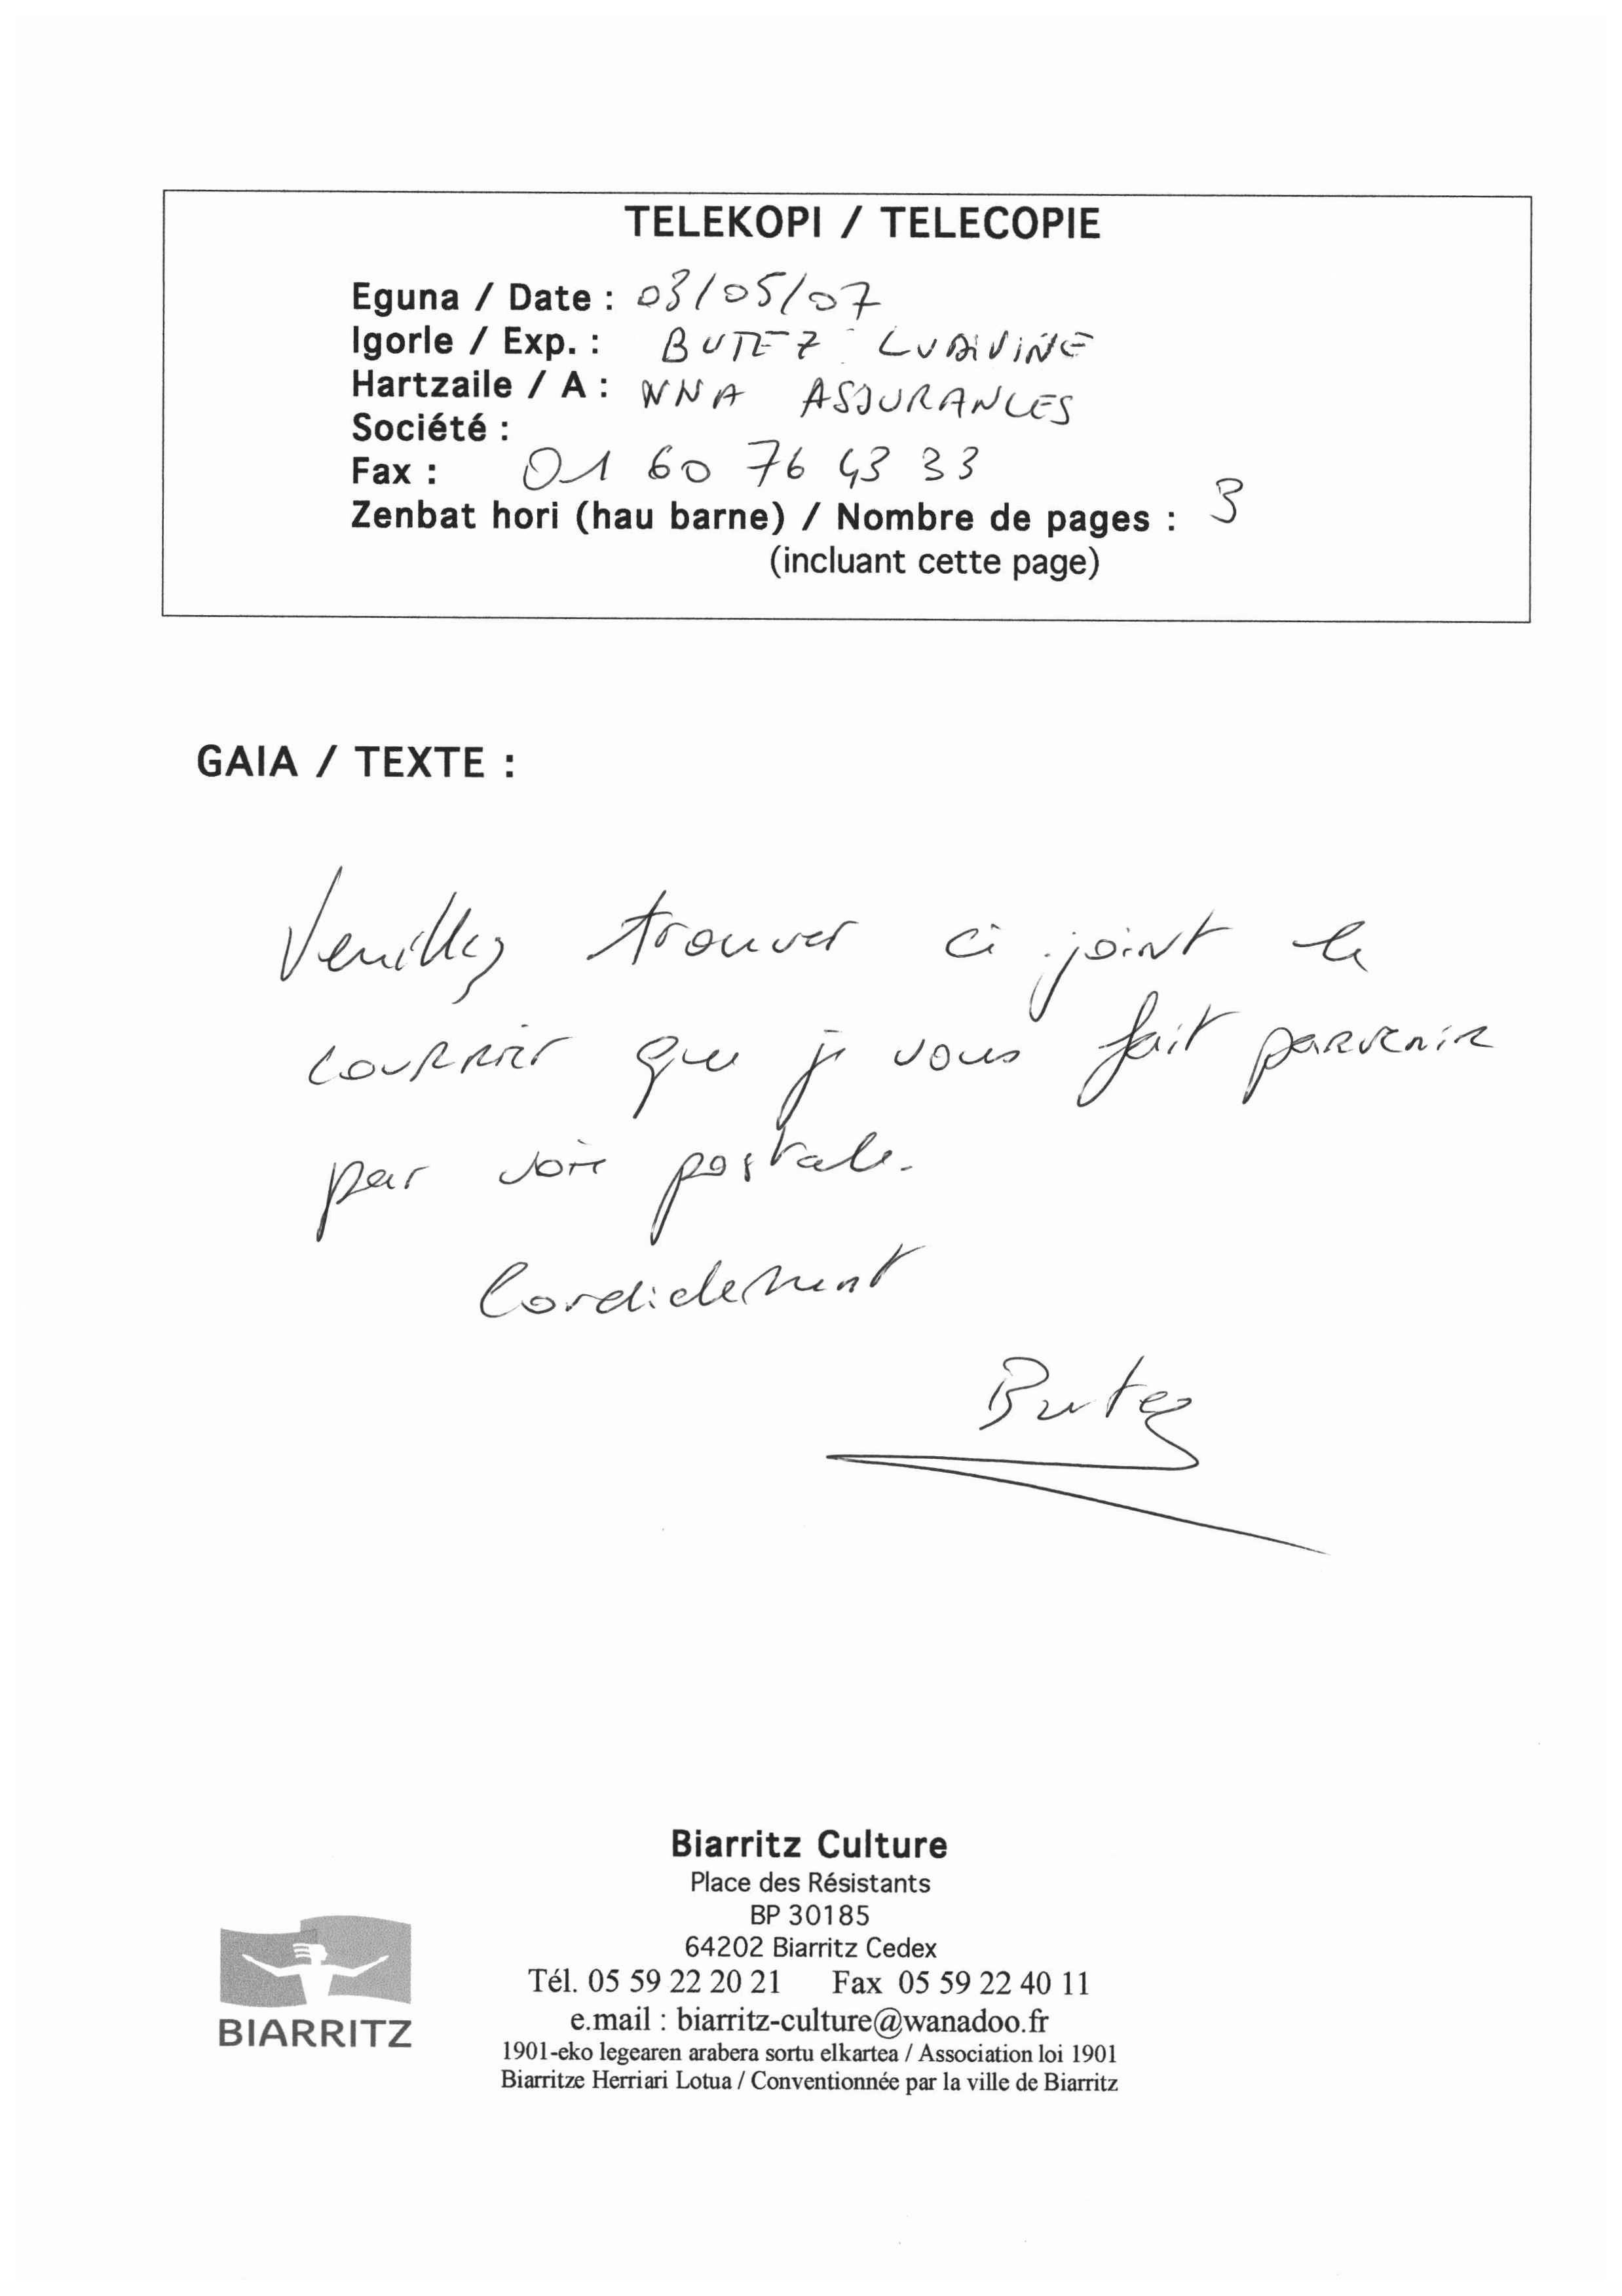 TELEKOPI / TELECOPIE
Eguna / Date : 03/05/07
Igorle / Exp. : BUTEZ LUDIVINE
Hartzaile / A : WNA ASSURANCES
Société :
Fax : 01 60 76 43 33
Zenbat hori (hau barne) / Nombre de pages : 3
(incluant cette page)
GAIA / TEXTE :
Veuillez trouver ci joint le
courrier que je vous fait parvenir
par voie postale.
Cordialement
Butez
Biarritz Culture
Place des Résistants
BP 30185
64202 Biarritz Cedex
Tél. 05 59 22 20 21 Fax 05 59 22 40 11
e.mail : biarritz-culture@wanadoo.fr
1901-eko legearen arabera sortu elkartea / Association loi 1901
Biarritze Herriari Lotua / Conventionnée par la ville de Biarritz
BIARRITZ